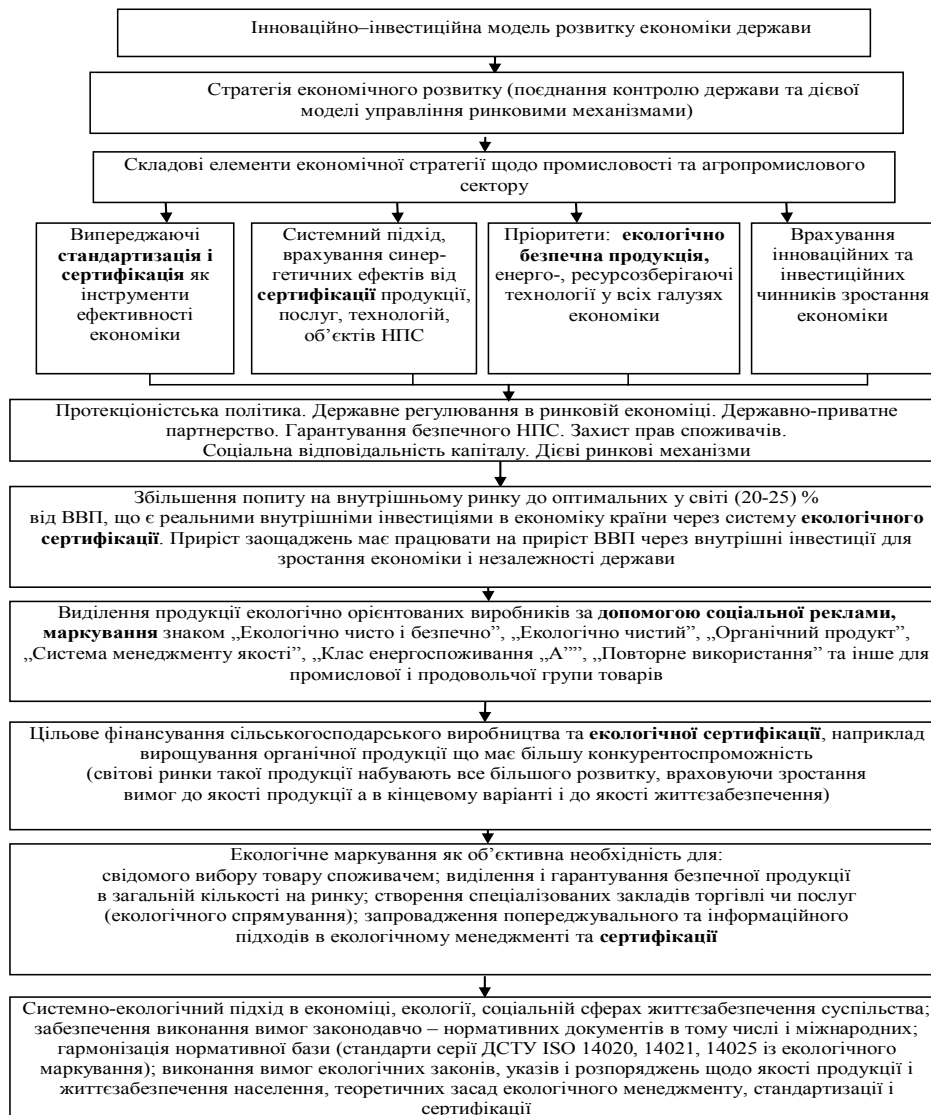 Інноваційно–інвестиційна модель розвитку економіки держави
Стратегія економічного розвитку (поєднання контролю держави та дієвої
моделі управління ринковими механізмами)
Складові елементи економічної стратегії щодо промисловості та агропромислового
сектору
Випереджаючі
стандартизація і
сертифікація як
інструменти
ефективності
економіки
Системний підхід,
врахування синер-
гетичних ефектів від
сертифікації продукції,
послуг, технологій,
об’єктів НПС
Пріоритети: екологічно
безпечна продукція,
енерго-, ресурсозберігаючі
технології у всіх галузях
економіки
Врахування
інноваційних та
інвестиційних
чинників зростання
економіки
Протекціоністська політика. Державне регулювання в ринковій економіці. Державно-приватне
партнерство. Гарантування безпечного НПС. Захист прав споживачів.
Соціальна відповідальність капіталу. Дієві ринкові механізми
Збільшення попиту на внутрішньому ринку до оптимальних у світі (20-25) %
від ВВП, що є реальними внутрішніми інвестиціями в економіку країни через систему екологічного
сертифікації. Приріст заощаджень має працювати на приріст ВВП через внутрішні інвестиції для
зростання економіки і незалежності держави
Виділення продукції екологічно орієнтованих виробників за допомогою соціальної реклами,
маркування знаком „Екологічно чисто і безпечно”, „Екологічно чистий”, „Органічний продукт”,
„Система менеджменту якості”, „Клас енергоспоживання „А””, „Повторне використання” та інше для
промислової і продовольчої групи товарів
Цільове фінансування сільськогосподарського виробництва та екологічної сертифікації, наприклад
вирощування органічної продукції що має більшу конкурентоспроможність
(світові ринки такої продукції набувають все більшого розвитку, враховуючи зростання
вимог до якості продукції а в кінцевому варіанті і до якості життєзабезпечення)
Екологічне маркування як об’єктивна необхідність для:
свідомого вибору товару споживачем; виділення і гарантування безпечної продукції
в загальній кількості на ринку; створення спеціалізованих закладів торгівлі чи послуг
(екологічного спрямування); запровадження попереджувального та інформаційного
підходів в екологічному менеджменті та сертифікації
Системно-екологічний підхід в економіці, екології, соціальній сферах життєзабезпечення суспільства;
забезпечення виконання вимог законодавчо – нормативних документів в тому числі і міжнародних;
гармонізація нормативної бази (стандарти серії ДСТУ ISO 14020, 14021, 14025 із екологічного
маркування); виконання вимог екологічних законів, указів і розпоряджень щодо якості продукції і
життєзабезпечення населення, теоретичних засад екологічного менеджменту, стандартизації і
сертифікації